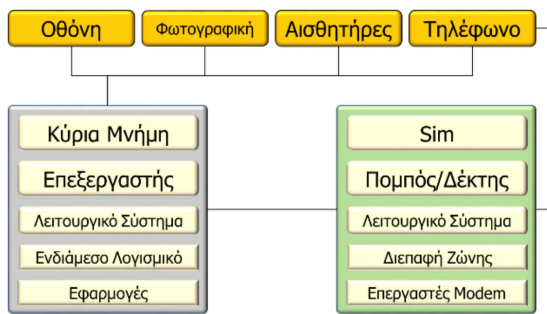 Οθόνη
Φωτογραφική
Αισθητήρες
Τηλέφωνο
Κύρια Μνήμη
Επεξεργαστής
Λειτουργικό Σύστημα
Ενδιάμεσο Λογισμικό
Εφαρμογές
Sim
Πομπός/Δέκτης
Λειτουργικό Σύστημα
Διεπαφή Ζώνης
Επεργαστές Modem